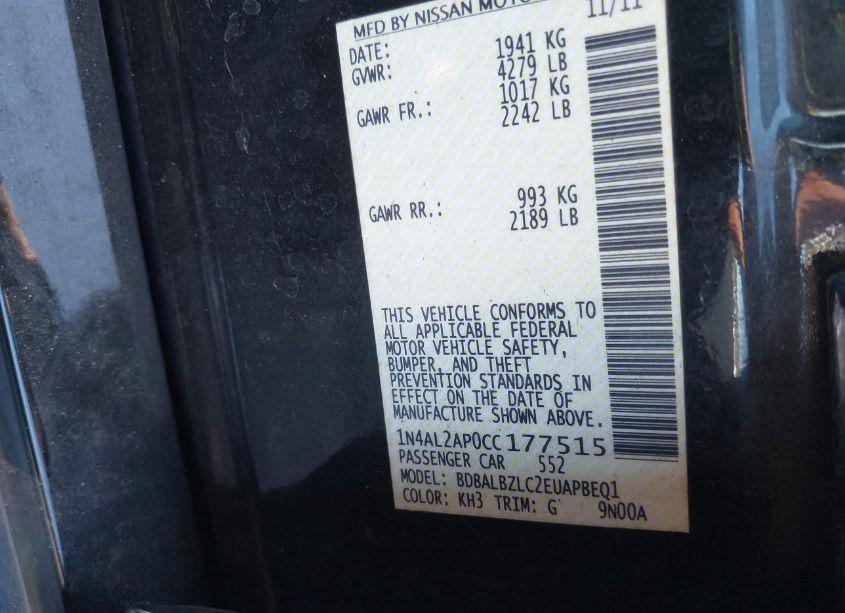 MFD BY NISSAN MOTOR
DATE: 11/11
GVWR: 1941 KG
4279 LB
GAWR FR.: 1017 KG
2242 LB
GAWR RR.: 993 KG
2189 LB
THIS VEHICLE CONFORMS TO
ALL APPLICABLE FEDERAL
MOTOR VEHICLE SAFETY,
BUMPER, AND THEFT
PREVENTION STANDARDS IN
EFFECT ON THE DATE OF
MANUFACTURE SHOWN ABOVE.
1N4AL2AP0CC177515
PASSENGER CAR 552
MODEL: BDBALBZLC2EUAPBEQ1
COLOR: KH3 TRIM: G 9N00A